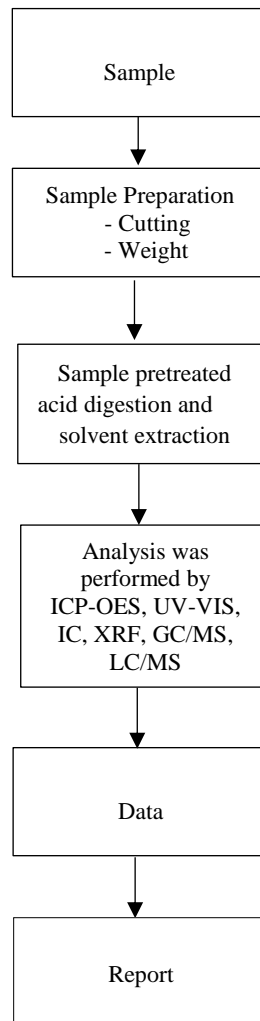 Sample
Sample Preparation
- Cutting
- Weight
Sample pretreated
acid digestion and
solvent extraction
Analysis was
performed by
ICP-OES, UV-VIS,
IC, XRF, GC/MS,
LC/MS
Data
Report